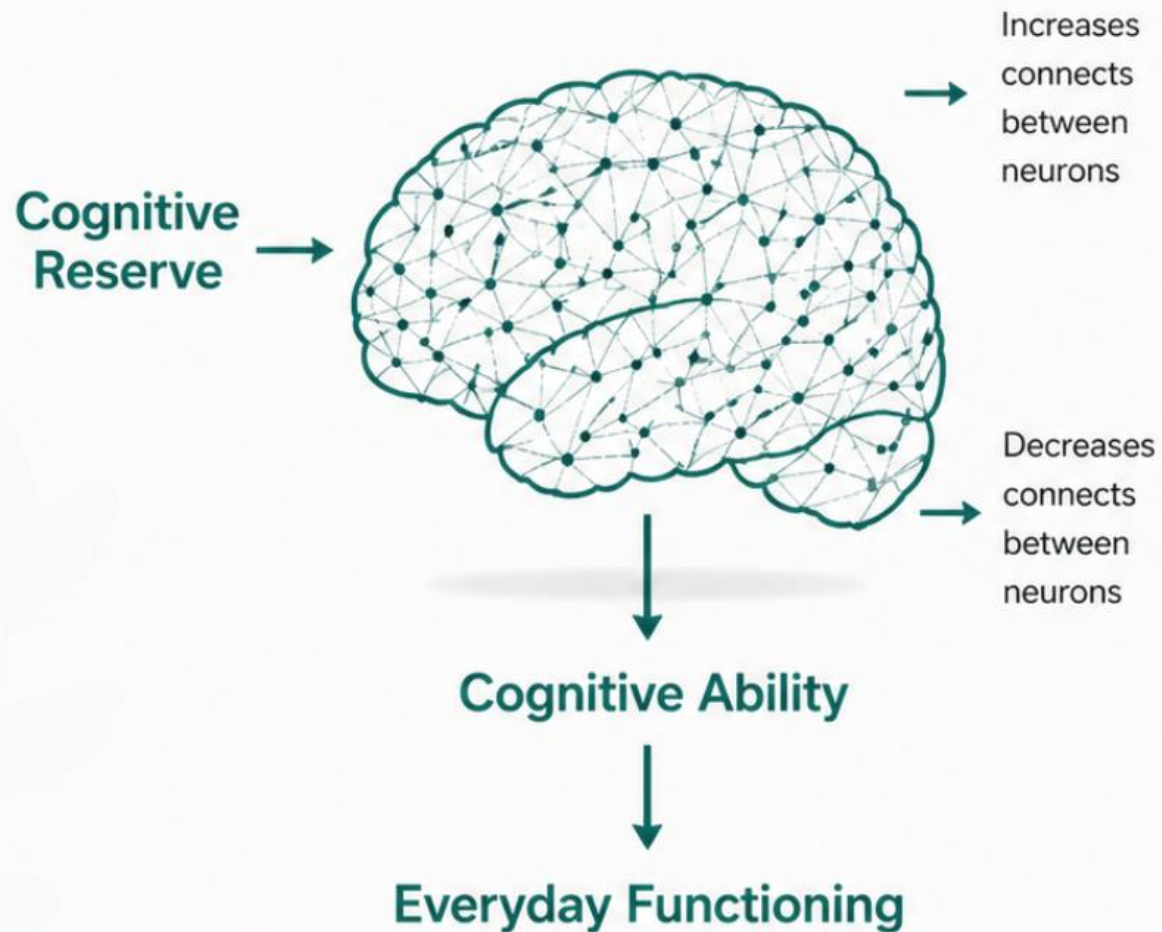 Increases
connects
between
neurons
Cognitive
Reserve
Decreases
connects
between
neurons
Cognitive Ability
Everyday Functioning